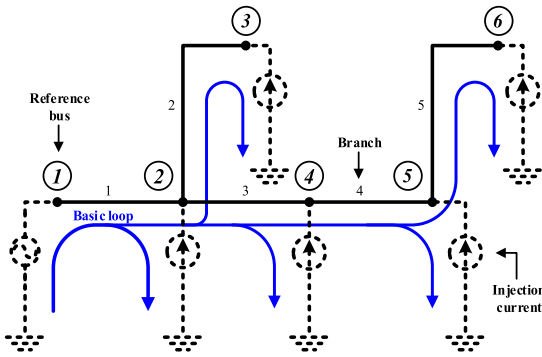 3
6
Reference
bus
2
5
Branch
1
2
4
5
1
3
4
Basic loop
Injection
current